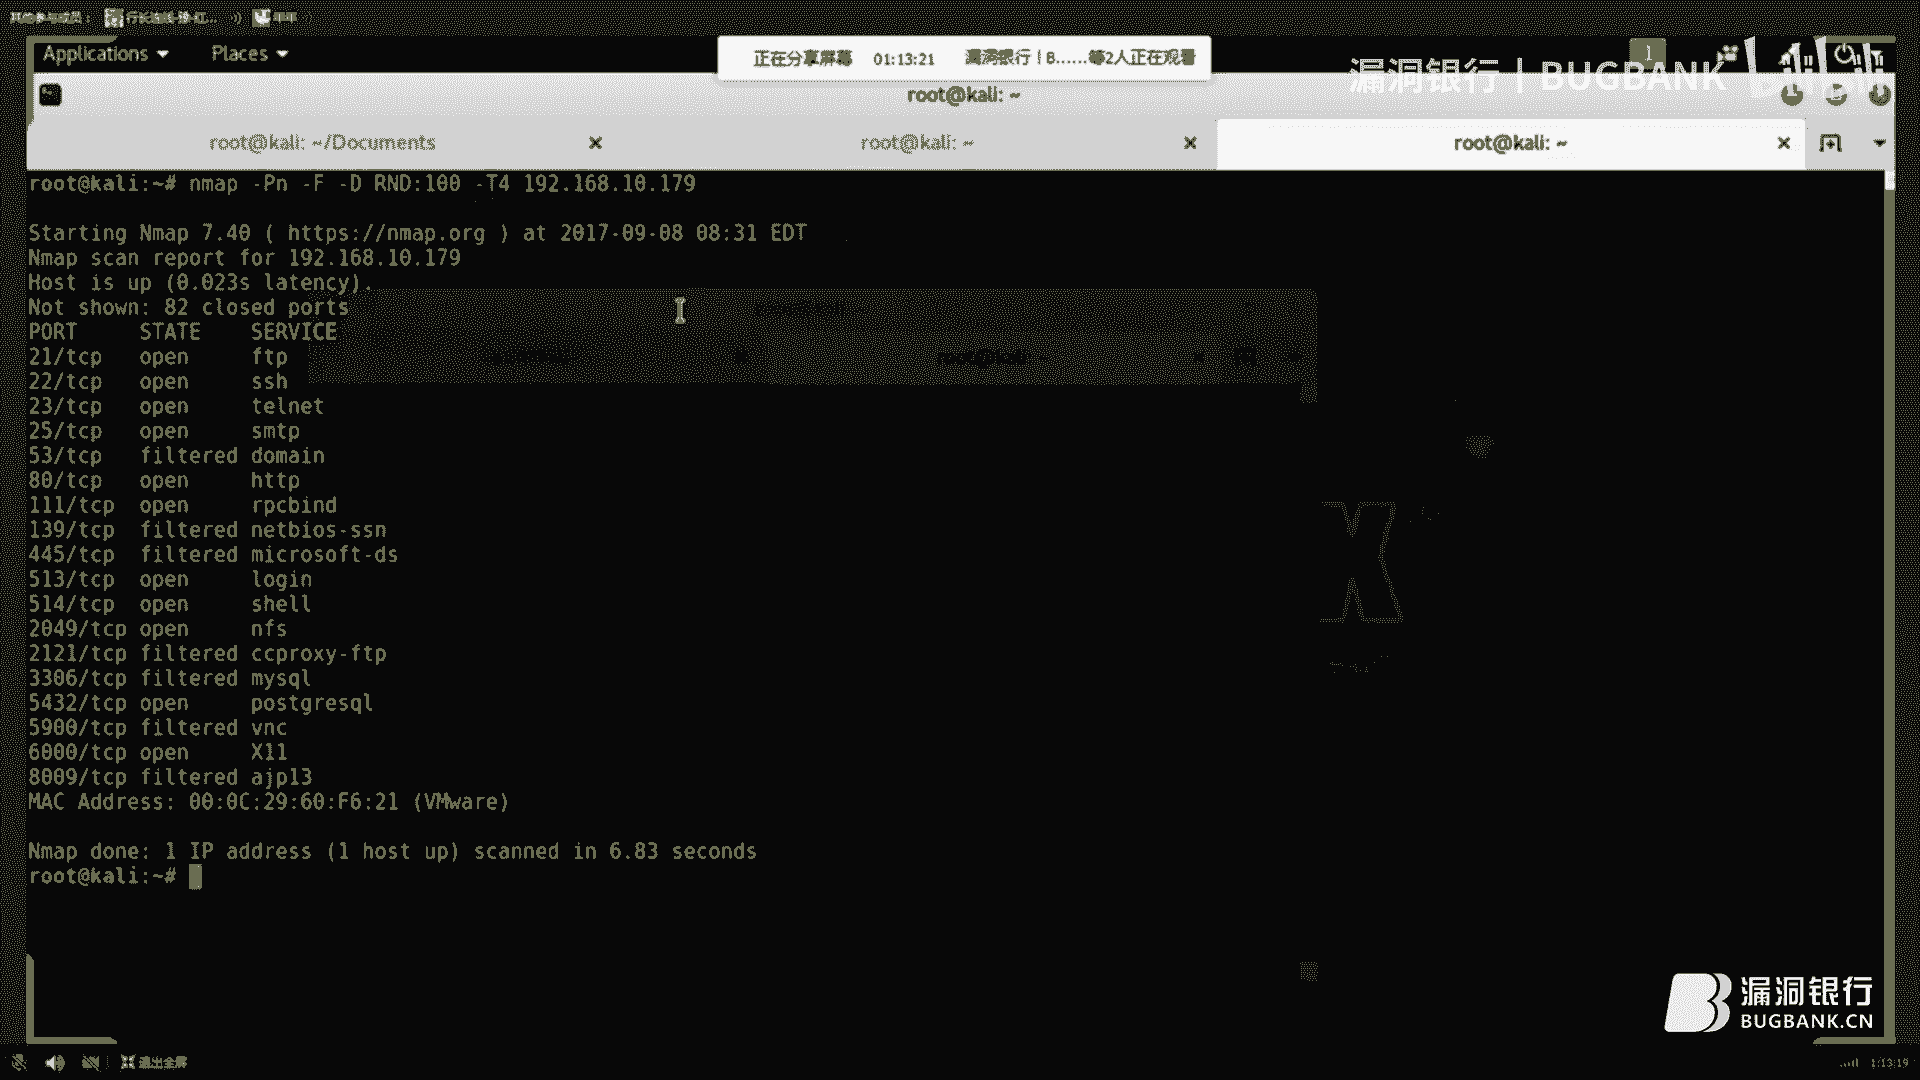 Applications Places
正在分享屏幕 01:13:21 漏洞银行 | B......等2人正在观看
1
漏洞银行 | BUGBANK
root@kali: ~
root@kali: ~/Documents root@kali: ~ root@kali: ~
root@kali:~# nmap -Pn -F -D RND:100 -T4 192.168.10.179
Starting Nmap 7.40 ( https://nmap.org ) at 2017-09-08 08:31 EDT
Nmap scan report for 192.168.10.179
Host is up (0.023s latency).
Not shown: 82 closed ports
PORT STATE SERVICE
21/tcp open ftp
22/tcp open ssh
23/tcp open telnet
25/tcp open smtp
53/tcp filtered domain
80/tcp open http
111/tcp open rpcbind
139/tcp filtered netbios-ssn
445/tcp filtered microsoft-ds
513/tcp open login
514/tcp open shell
2049/tcp open nfs
2121/tcp filtered ccproxy-ftp
3306/tcp filtered mysql
5432/tcp open postgresql
5900/tcp filtered vnc
6000/tcp open X11
8009/tcp filtered ajp13
MAC Address: 00:0C:29:60:F6:21 (VMware)
Nmap done: 1 IP address (1 host up) scanned in 6.83 seconds
root@kali:~#
漏洞银行
BUGBANK.CN
退出全屏 1:13:19